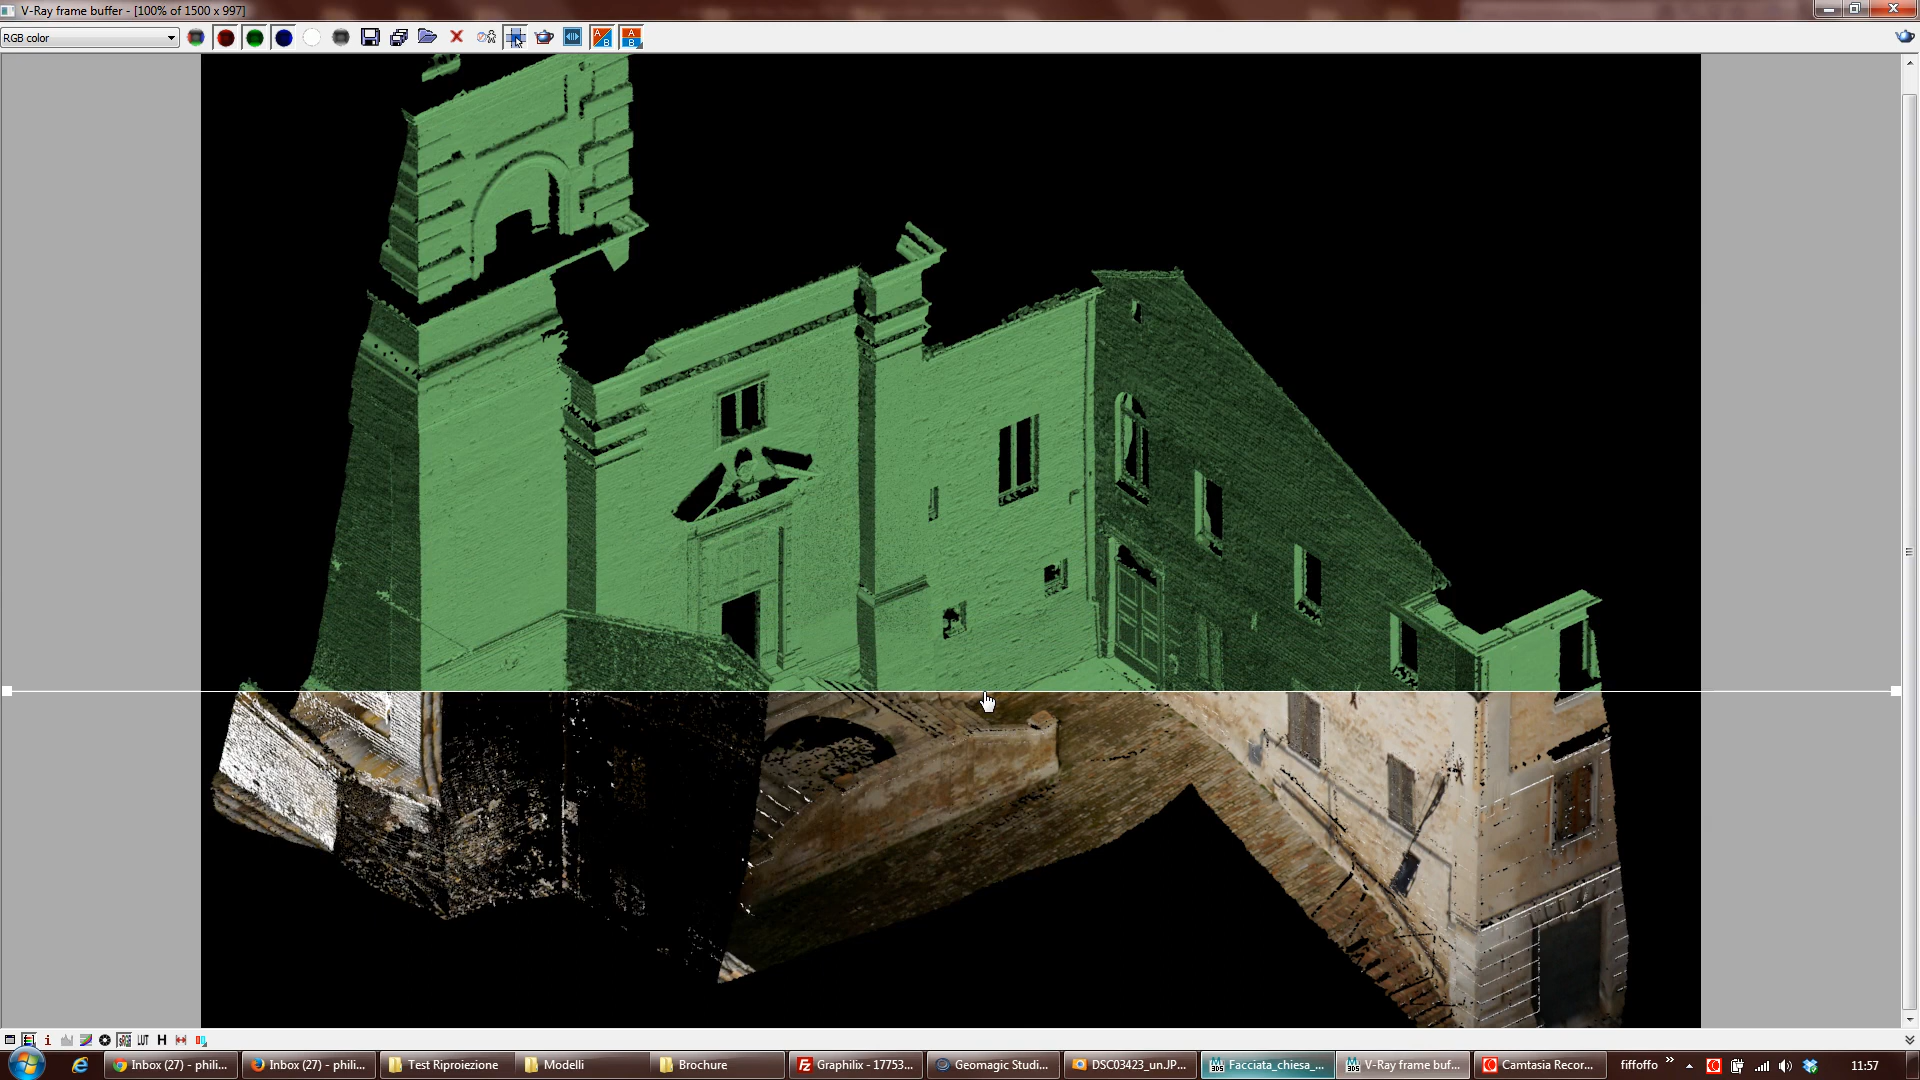 V-Ray frame buffer - [100% of 1500 x 997]
RGB color
A
B
A
B
i
LUT
H
Inbox (27) - phili...
Inbox (27) - phili...
Test Riproiezione
Modelli
Brochure
Graphilix - 17753...
Geomagic Studi...
DSC03423_un.JP...
Facciata_chiesa_...
V-Ray frame buf...
Camtasia Recor...
fiffoffo
11:57